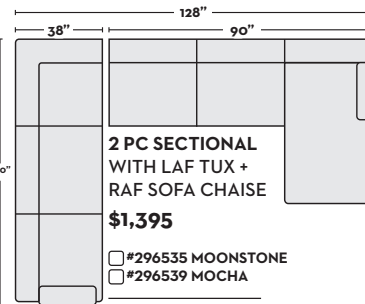 128”
38”
90”
2 PC SECTIONAL
WITH LAF TUX +
RAF SOFA CHAISE
$1,395
#296535 MOONSTONE
#296539 MOCHA